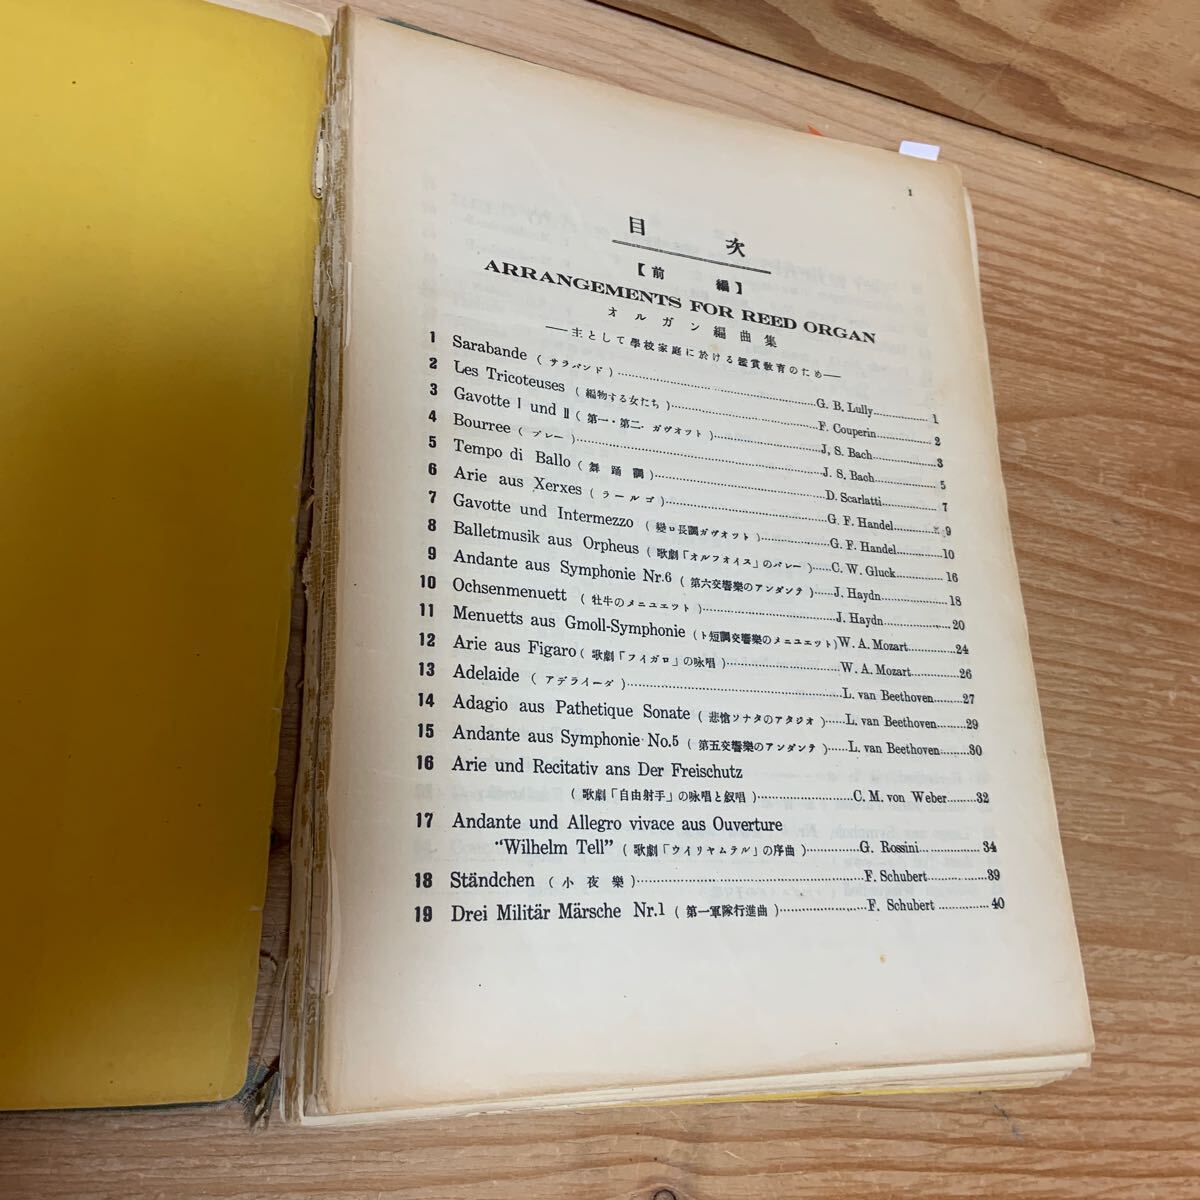 1
目次
【前編】
ARRANGEMENTS FOR REED ORGAN
オルガン編曲集
―主として學校家庭に於ける鑑賞敎育のため―
1 Sarabande (サラバンド)……G. B. Lully……1
2 Les Tricoteuses (編物する女たち)……F. Couperin……2
3 Gavotte I und II (第一・第二・ガヴオツト)……J. S. Bach……3
4 Bourree (ブレー)……J. S. Bach……5
5 Tempo di Ballo (舞踊調)……D. Scarlatti……7
6 Arie aus Xerxes (ラールゴ)……G. F. Handel……9
7 Gavotte und Intermezzo (變ロ長調ガヴオツト)……G. F. Handel……10
8 Balletmusik aus Orpheus (歌劇「オルフオイス」のバレー)……C. W. Gluck……16
9 Andante aus Symphonie Nr.6 (第六交響樂のアンダンテ)……J. Haydn……18
10 Ochsenmenuett (牡牛のメニユエツト)……J. Haydn……20
11 Menuetts aus Gmoll-Symphonie (ト短調交響樂のメニユエツト) W. A. Mozart……24
12 Arie aus Figaro (歌劇「フイガロ」の咏唱)……W. A. Mozart……26
13 Adelaide (アデライーダ)……L. van Beethoven……27
14 Adagio aus Pathetique Sonate (悲愴ソナタのアタジオ)……L. van Beethoven……29
15 Andante aus Symphonie No.5 (第五交響樂のアンダンテ)……L. van Beethoven……30
16 Arie und Recitativ ans Der Freischutz
(歌劇「自由射手」の咏唱と叙唱)……C. M. von Weber……32
17 Andante und Allegro vivace aus Ouverture
“Wilhelm Tell” (歌劇「ウイリヤムテル」の序曲)……G. Rossini……34
18 Ständchen (小夜樂)……F. Schubert……39
19 Drei Militär Märsche Nr.1 (第一軍隊行進曲)……F. Schubert……40